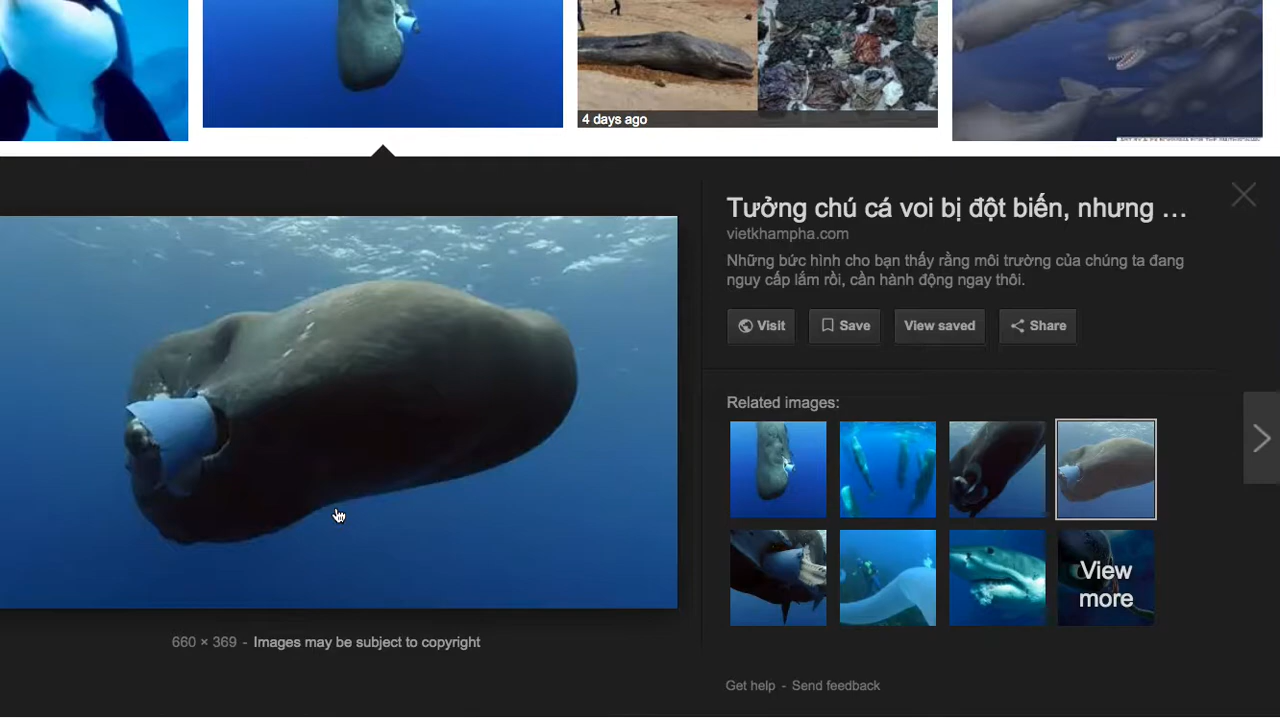 4 days ago
Tưởng chú cá voi bị đột biến, nhưng ...
vietkhampha.com
Những bức hình cho bạn thấy rằng môi trường của chúng ta đang
nguy cấp lắm rồi, cần hành động ngay thôi.
Visit
Save
View saved
Share
Related images:
View
more
660 × 369 - Images may be subject to copyright
Get help - Send feedback